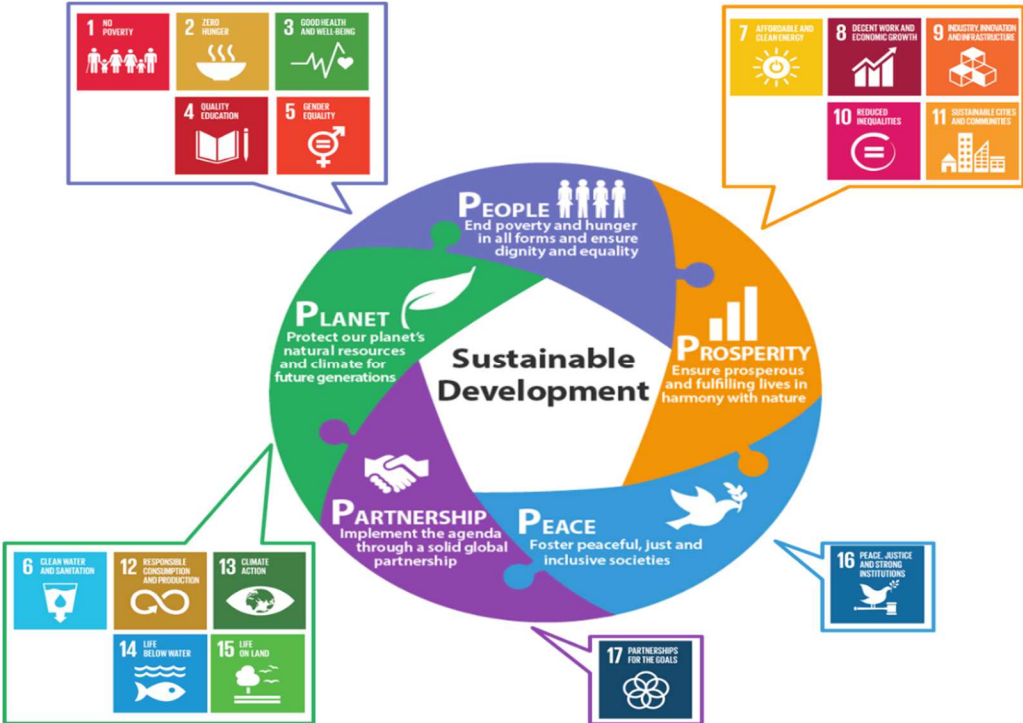 1 NO
POVERTY
2 ZERO
HUNGER
3 GOOD HEALTH
AND WELL-BEING
4 QUALITY
EDUCATION
5 GENDER
EQUALITY
7 AFFORDABLE AND
CLEAN ENERGY
8 DECENT WORK AND
ECONOMIC GROWTH
9 INDUSTRY, INNOVATION
AND INFRASTRUCTURE
10 REDUCED
INEQUALITIES
11 SUSTAINABLE CITIES
AND COMMUNITIES
PEOPLE
End poverty and hunger
in all forms and ensure
dignity and equality
PLANET
Protect our planet's
natural resources
and climate for
future generations
Sustainable
Development
PROSPERITY
Ensure prosperous
and fulfilling lives in
harmony with nature
PARTNERSHIP
Implement the agenda
through a solid global
partnership
PEACE
Foster peaceful, just and
inclusive societies
6 CLEAN WATER
AND SANITATION
12 RESPONSIBLE
CONSUMPTION
AND PRODUCTION
13 CLIMATE
ACTION
14 LIFE
BELOW WATER
15 LIFE
ON LAND
16 PEACE, JUSTICE
AND STRONG
INSTITUTIONS
17 PARTNERSHIPS
FOR THE GOALS